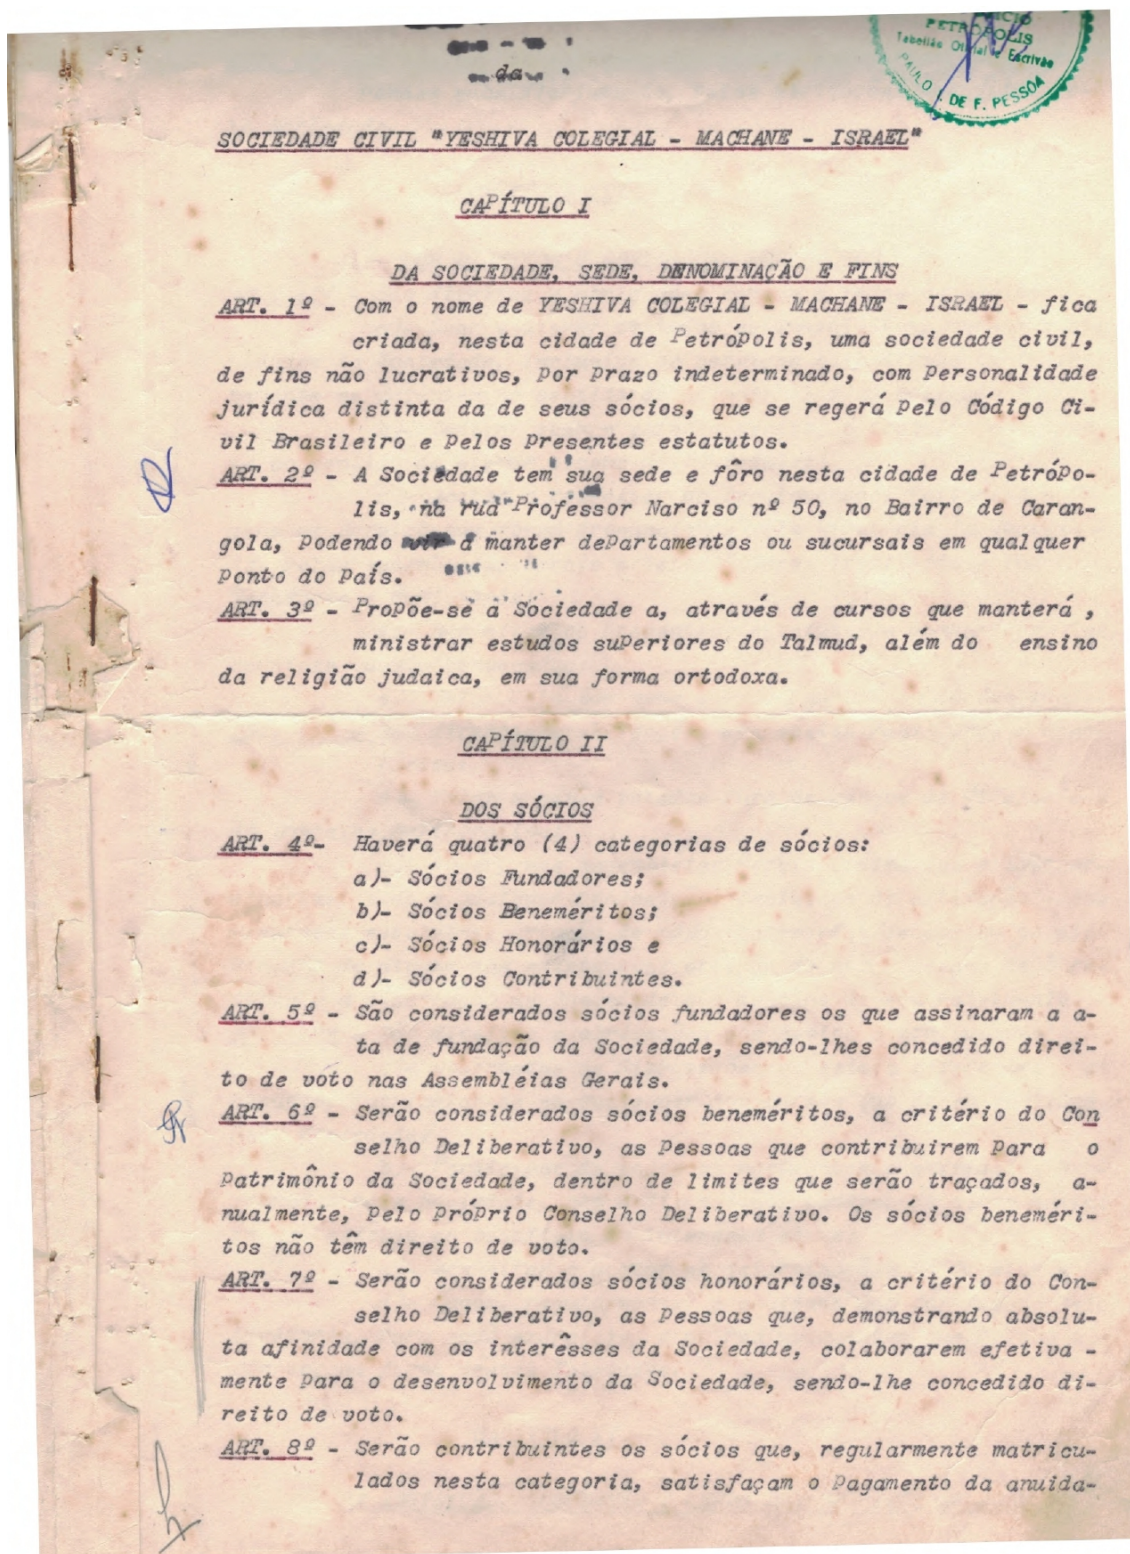 da
PETRÓPOLIS
Tabelião Oficial e Escrivão
PAULO DE F. PESSOA
SOCIEDADE CIVIL "YESHIVA COLEGIAL - MACHANE - ISRAEL"
CAPÍTULO I
DA SOCIEDADE, SEDE, DENOMINAÇÃO E FINS
ART. 1º - Com o nome de YESHIVA COLEGIAL - MACHANE - ISRAEL - fica
criada, nesta cidade de Petrópolis, uma sociedade civil,
de fins não lucrativos, por prazo indeterminado, com personalidade
jurídica distinta da de seus sócios, que se regerá pelo Código Ci-
vil Brasileiro e pelos presentes estatutos.
ART. 2º - A Sociedade tem sua sede e fôro nesta cidade de Petrópo-
lis, na rua Professor Narciso nº 50, no Bairro de Caran-
gola, podendo vir a manter departamentos ou sucursais em qualquer
ponto do país.
ART. 3º - Propõe-se a Sociedade a, através de cursos que manterá ,
ministrar estudos superiores do Talmud, além do ensino
da religião judaica, em sua forma ortodoxa.
CAPÍTULO II
DOS SÓCIOS
ART. 4º- Haverá quatro (4) categorias de sócios:
a)- Sócios Fundadores;
b)- Sócios Beneméritos;
c)- Sócios Honorários e
d)- Sócios Contribuintes.
ART. 5º - São considerados sócios fundadores os que assinaram a a-
ta de fundação da Sociedade, sendo-lhes concedido direi-
to de voto nas Assembléias Gerais.
ART. 6º - Serão considerados sócios beneméritos, a critério do Con
selho Deliberativo, as pessoas que contribuirem para o
patrimônio da Sociedade, dentro de limites que serão traçados, a-
nualmente, pelo próprio Conselho Deliberativo. Os sócios beneméri-
tos não têm direito de voto.
ART. 7º - Serão considerados sócios honorários, a critério do Con-
selho Deliberativo, as pessoas que, demonstrando absolu-
ta afinidade com os interêsses da Sociedade, colaborarem efetiva -
mente para o desenvolvimento da Sociedade, sendo-lhe concedido di-
reito de voto.
ART. 8º - Serão contribuintes os sócios que, regularmente matricu-
lados nesta categoria, satisfaçam o pagamento da anuida-